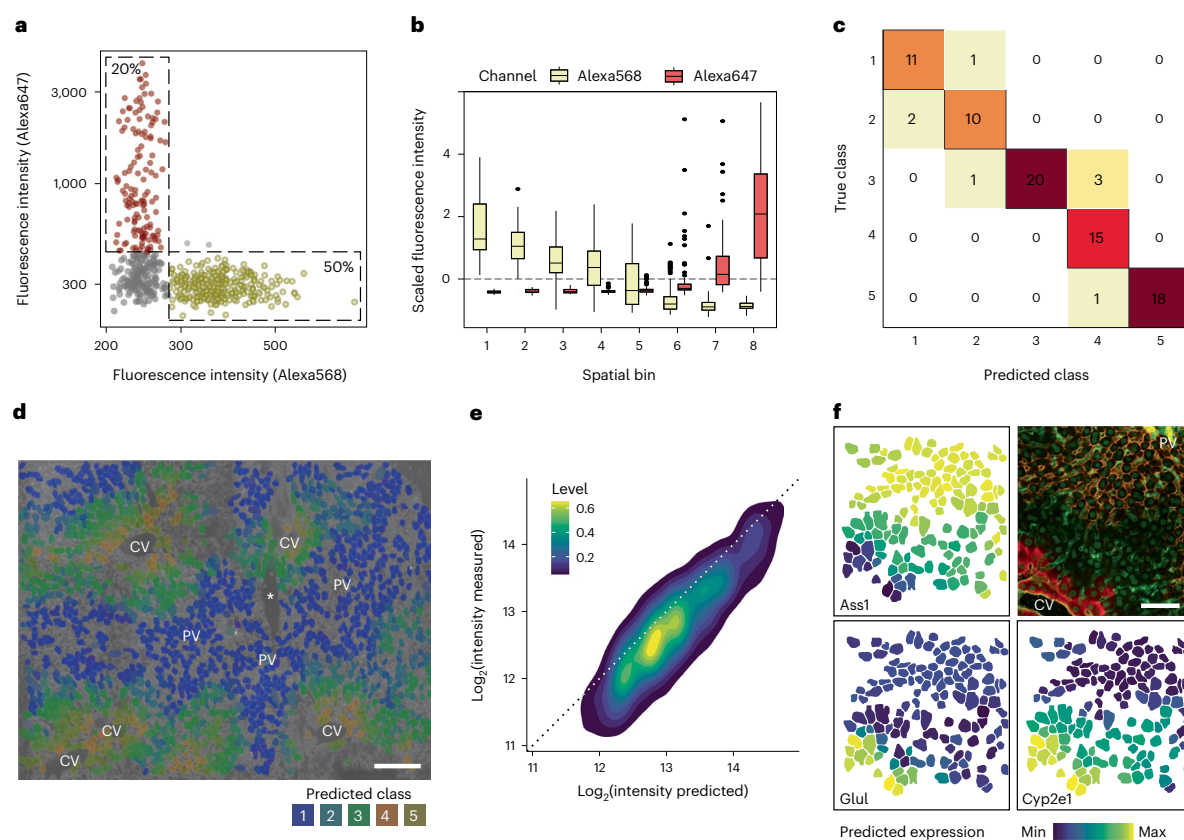 a
20%
50%
3,000
1,000
300
200 300 500
Fluorescence intensity (Alexa647)
Fluorescence intensity (Alexa568)
b
Channel Alexa568 Alexa647
4
2
0
1 2 3 4 5 6 7 8
Scaled fluorescence intensity
Spatial bin
c
1 11 1 0 0 0
2 2 10 0 0 0
3 0 1 20 3 0
4 0 0 0 15 0
5 0 0 0 1 18
1 2 3 4 5
True class
Predicted class
d
CV
CV
PV
*
PV
PV
CV
CV
CV
Predicted class
1 2 3 4 5
e
Level
0.6
0.4
0.2
14
13
12
11
11 12 13 14
Log2(intensity measured)
Log2(intensity predicted)
f
Ass1
PV
CV
Glul
Cyp2e1
Predicted expression Min Max